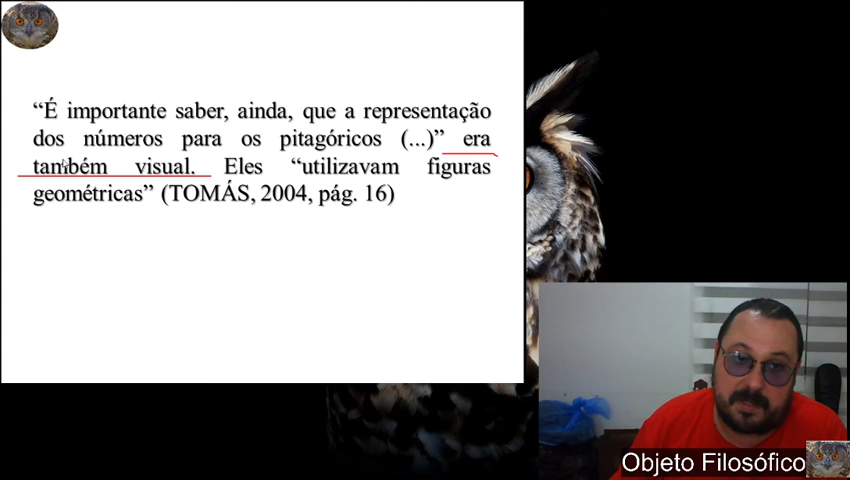 “É importante saber, ainda, que a representação
dos números para os pitagóricos (...)” era
também visual. Eles “utilizavam figuras
geométricas” (TOMÁS, 2004, pág. 16)
Objeto Filosófico